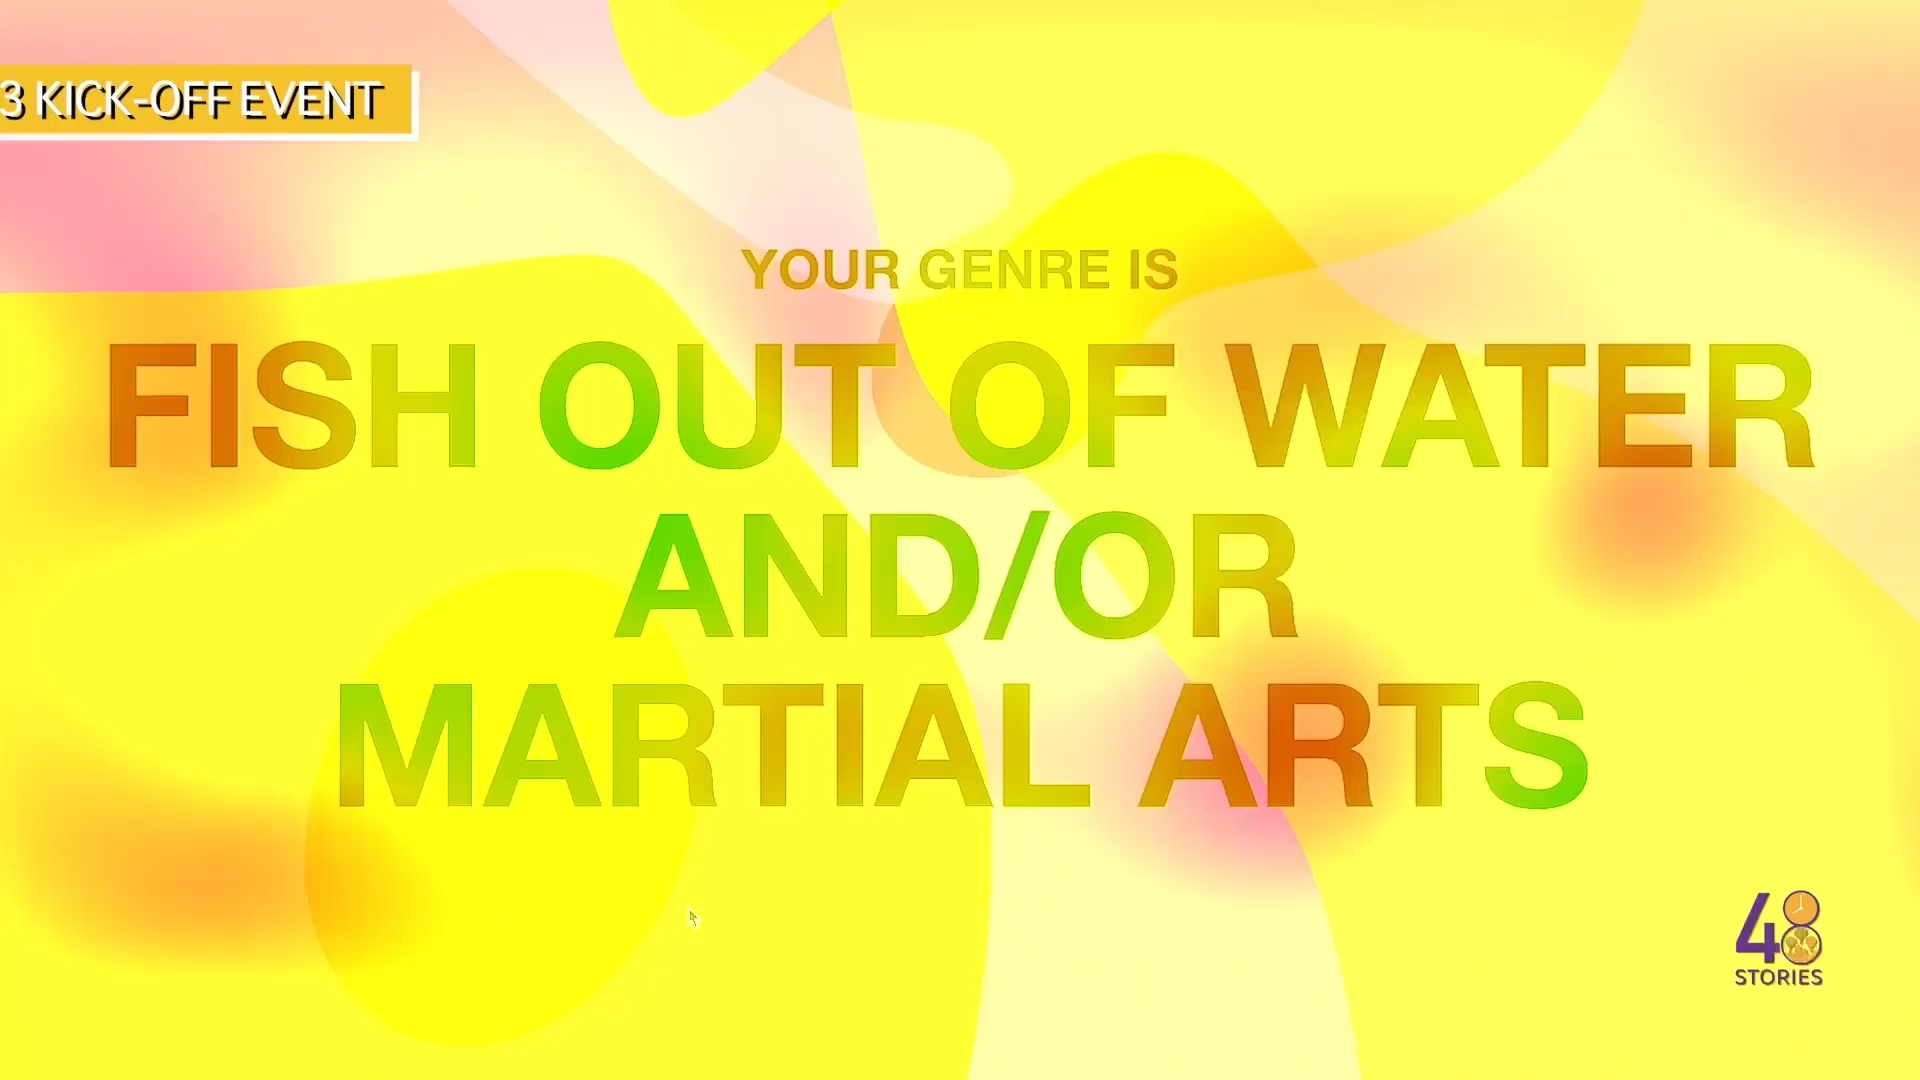 3 KICK-OFF EVENT
YOUR GENRE IS
FISH OUT OF WATER
AND/OR
MARTIAL ARTS
48
STORIES